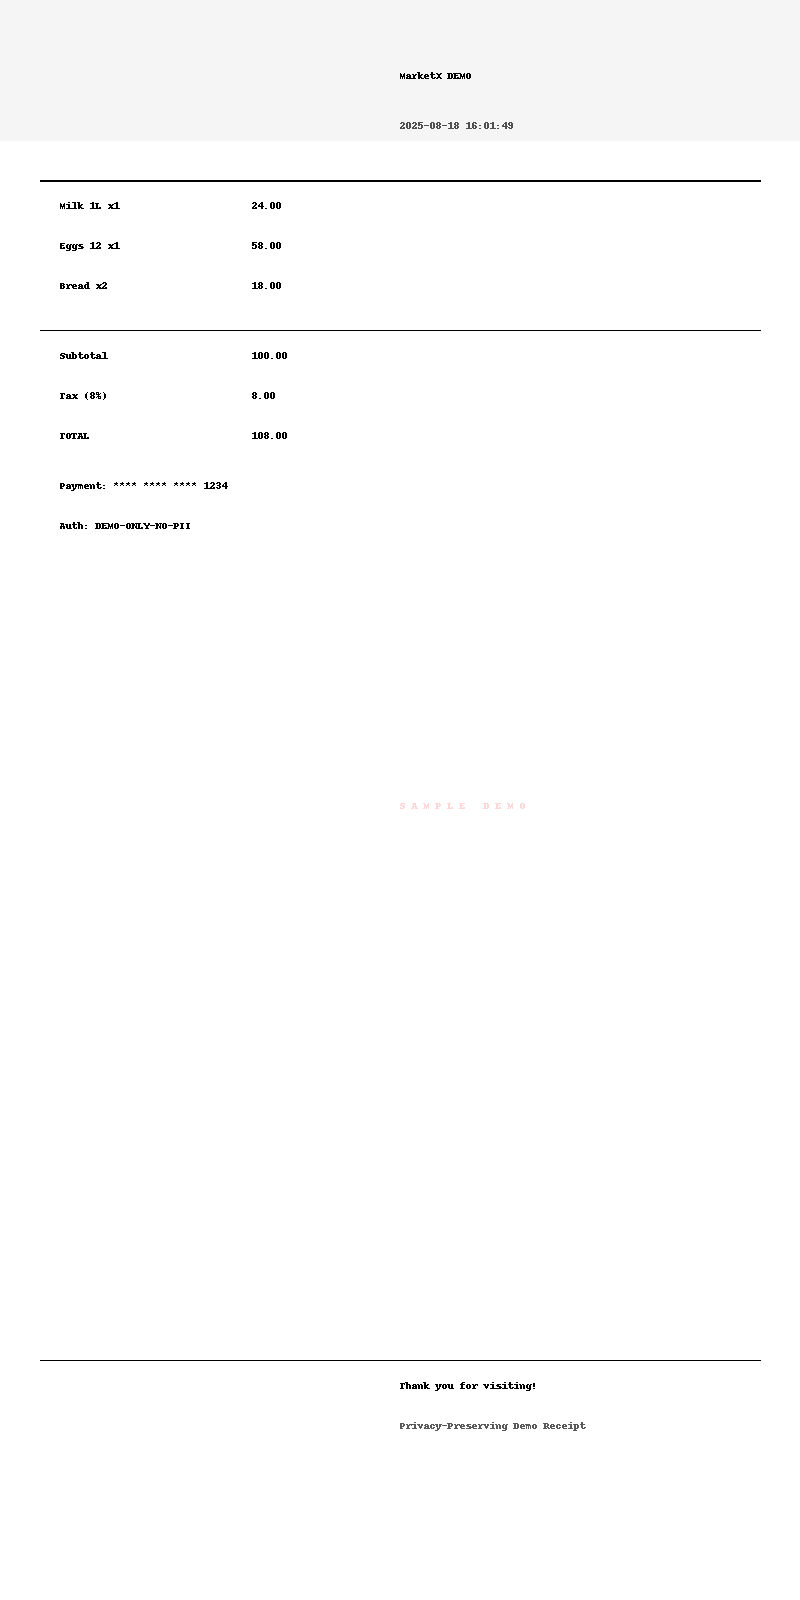 MarketX DEMO
2025-08-18 16:01:49
Milk 1L x1 24.00
Eggs 12 x1 58.00
Bread x2 18.00
Subtotal 100.00
Tax (8%) 8.00
TOTAL 108.00
Payment: **** **** **** 1234
Auth: DEMO-ONLY-NO-PII
S A M P L E   D E M O
Thank you for visiting!
Privacy-Preserving Demo Receipt